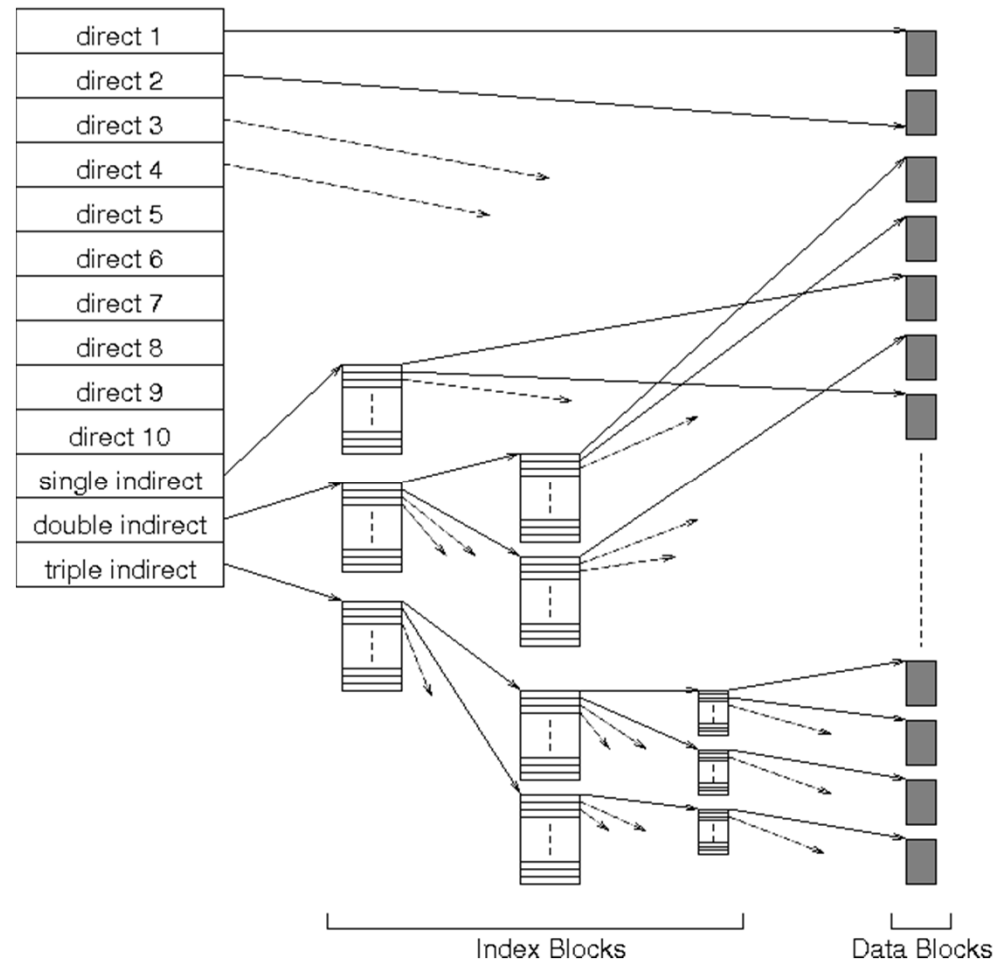 direct 1
direct 2
direct 3
direct 4
direct 5
direct 6
direct 7
direct 8
direct 9
direct 10
single indirect
double indirect
triple indirect
Index Blocks
Data Blocks